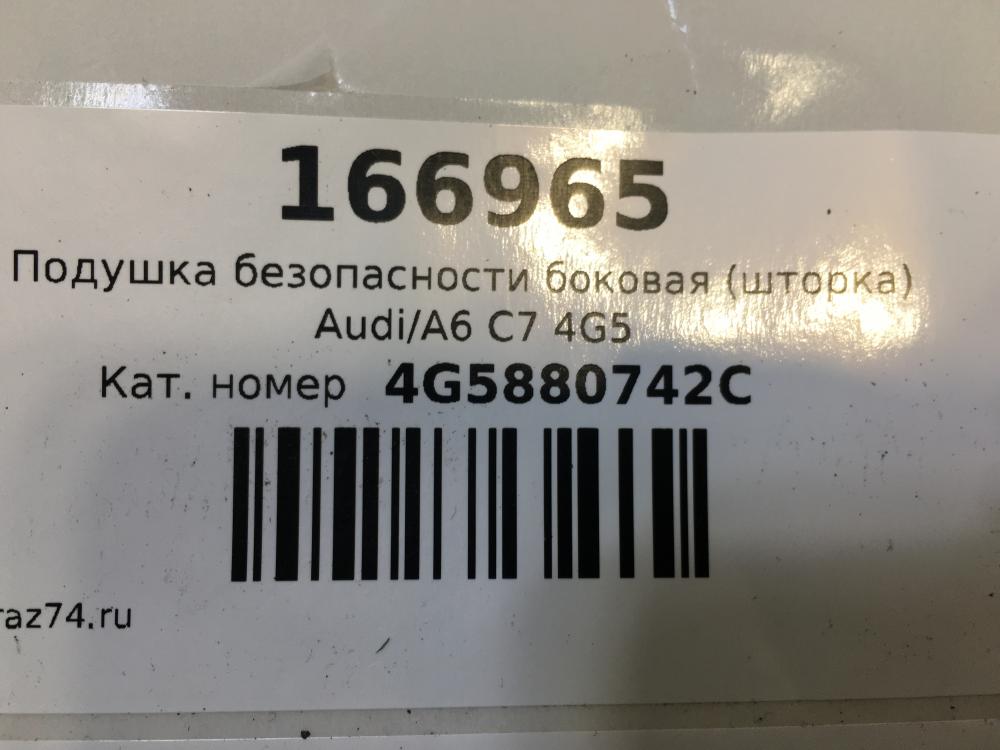 166965
Подушка безопасности боковая (шторка)
Audi/A6 C7 4G5
Кат. номер 4G5880742C
raz74.ru